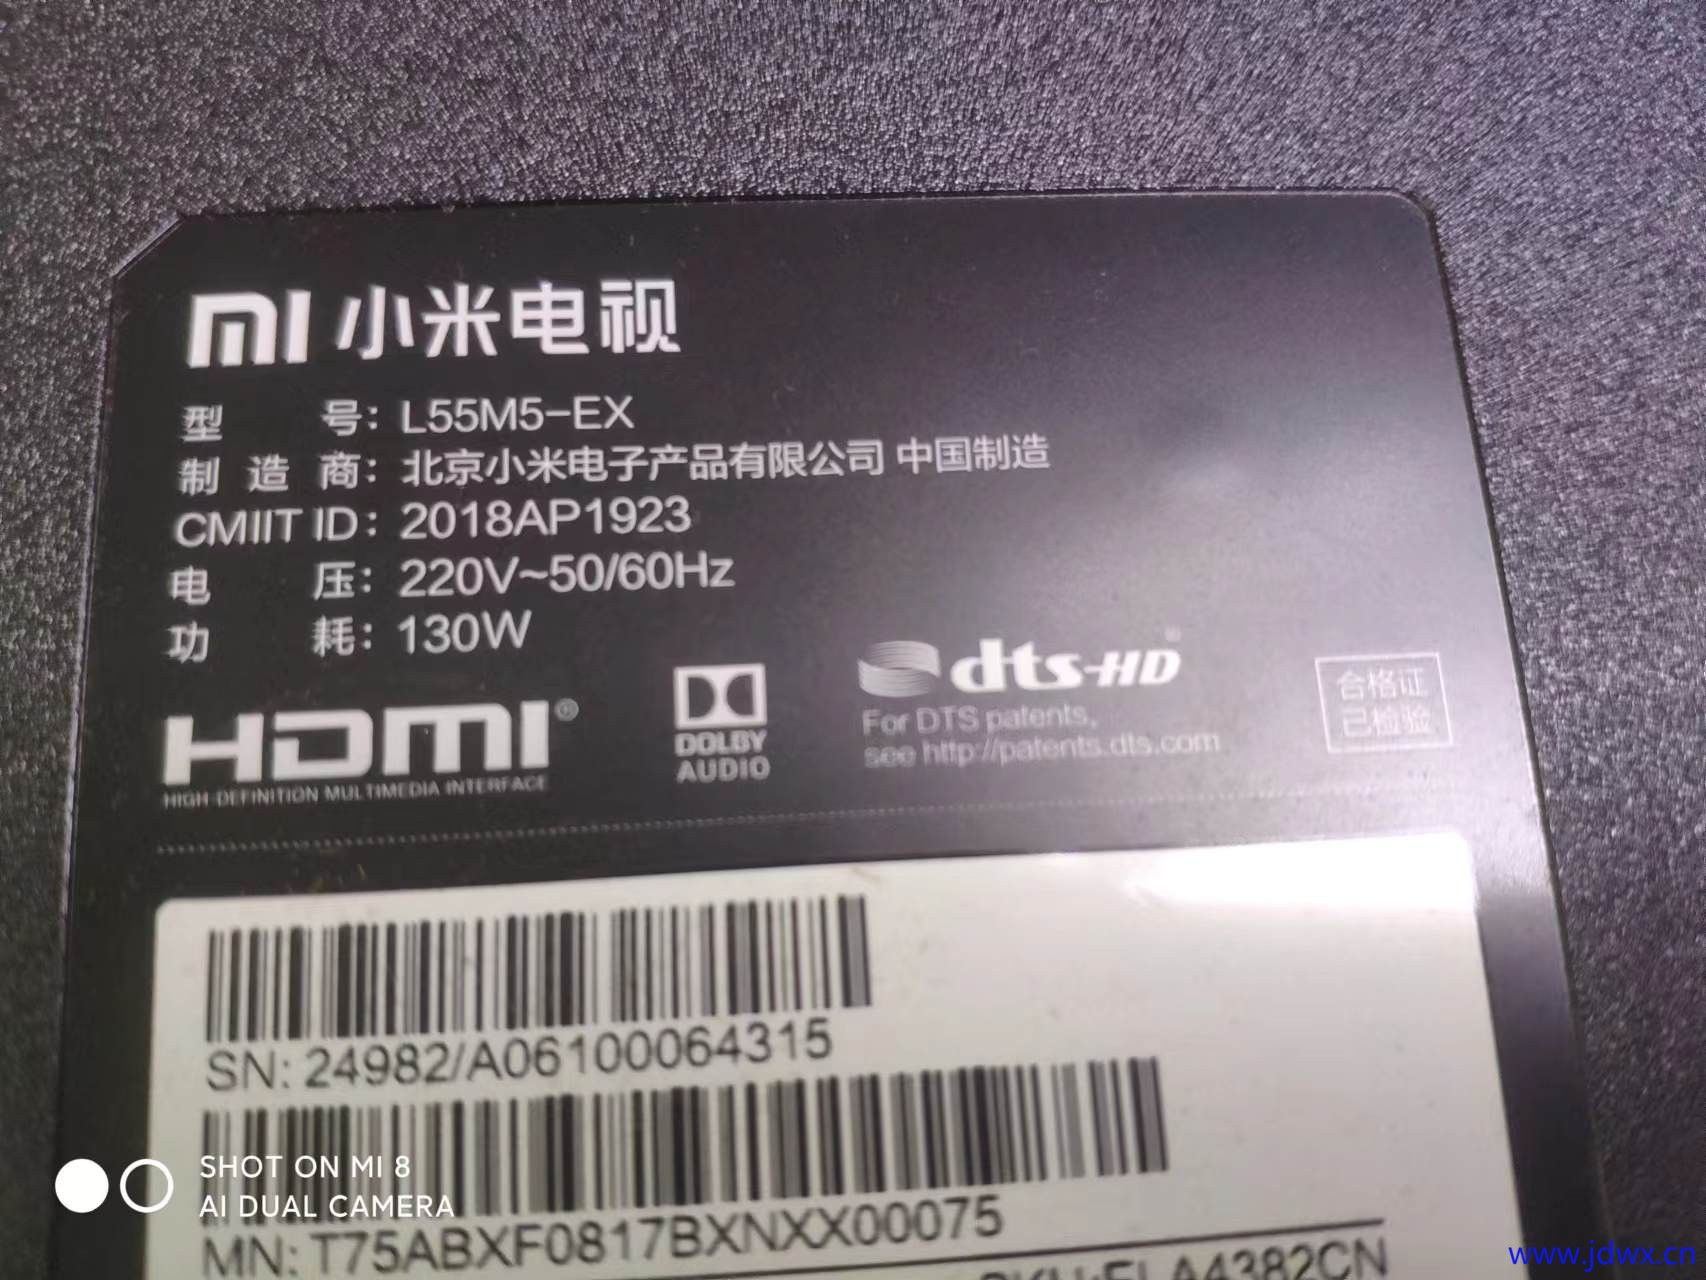 MI 小米电视
型 号: L55M5-EX
制 造 商: 北京小米电子产品有限公司 中国制造
CMIIT ID: 2018AP1923
电 压: 220V~50/60Hz
功 耗: 130W
HDMI®
HIGH-DEFINITION MULTIMEDIA INTERFACE
DOLBY
AUDIO
dts-HD
For DTS patents,
see http://patents.dts.com
合格证
已检验
SN: 24982/A06100064315
MN: T75ABXF0817BXNXX00075
SKU:ELA4382CN
SHOT ON MI 8
AI DUAL CAMERA
www.jdwx.cn